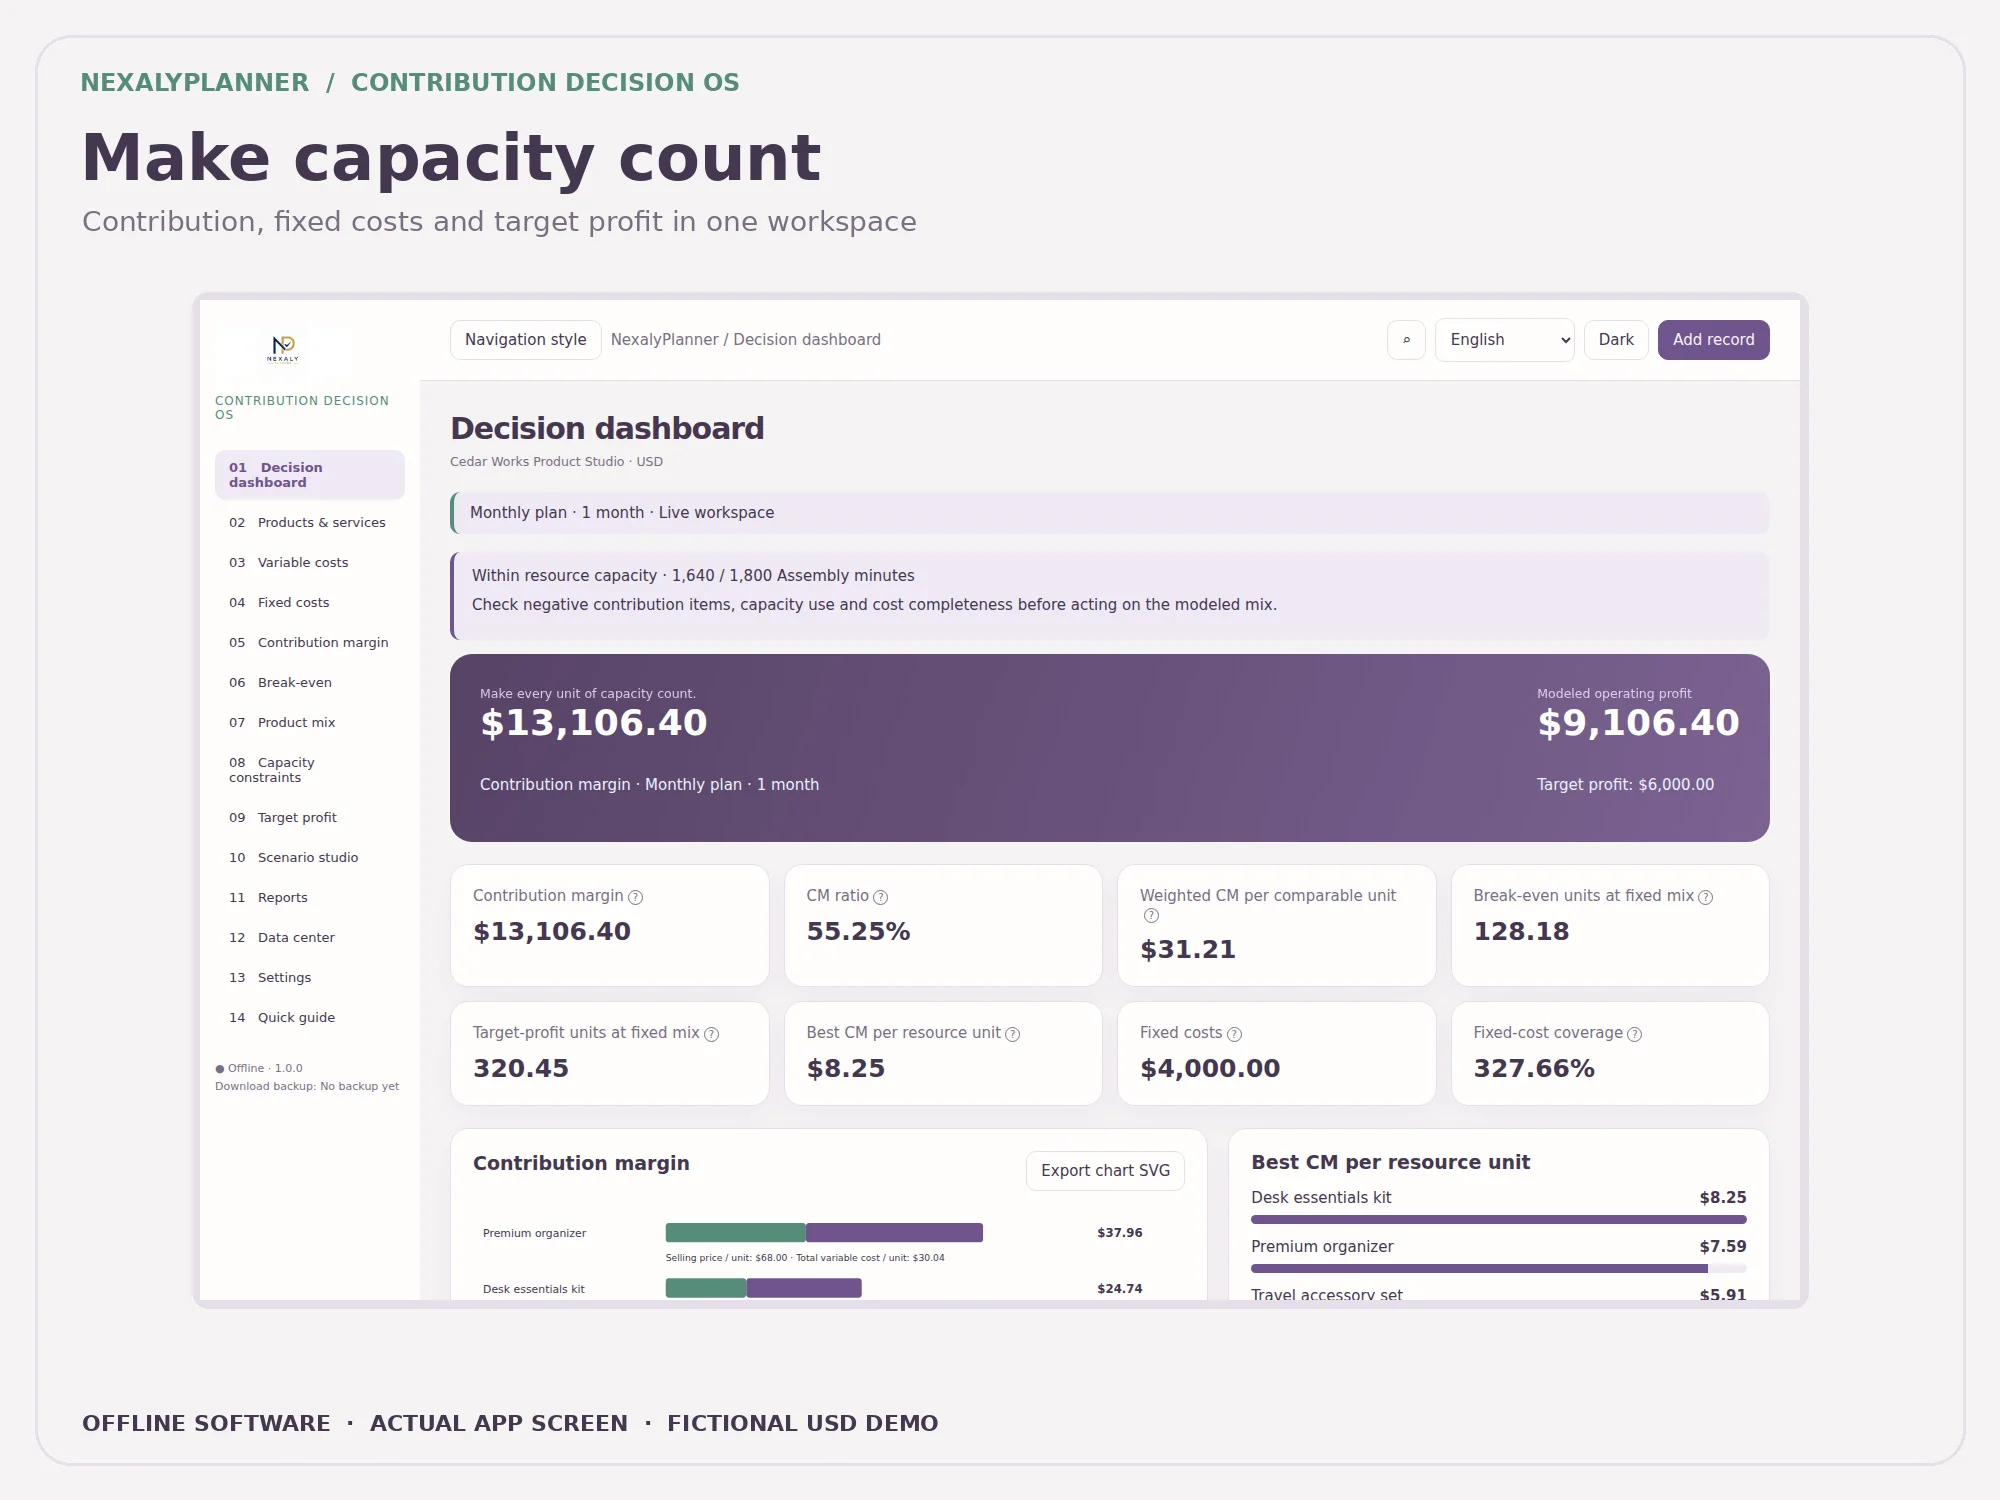 NEXALYPLANNER / CONTRIBUTION DECISION OS
Make capacity count
Contribution, fixed costs and target profit in one workspace
NEXALY
CONTRIBUTION DECISION
OS
01 Decision
dashboard
02 Products & services
03 Variable costs
04 Fixed costs
05 Contribution margin
06 Break-even
07 Product mix
08 Capacity
constraints
09 Target profit
10 Scenario studio
11 Reports
12 Data center
13 Settings
14 Quick guide
● Offline · 1.0.0
Download backup: No backup yet
Navigation style
NexalyPlanner / Decision dashboard
English
Dark
Add record
Decision dashboard
Cedar Works Product Studio · USD
Monthly plan · 1 month · Live workspace
Within resource capacity · 1,640 / 1,800 Assembly minutes
Check negative contribution items, capacity use and cost completeness before acting on the modeled mix.
Make every unit of capacity count.
$13,106.40
Contribution margin · Monthly plan · 1 month
Modeled operating profit
$9,106.40
Target profit: $6,000.00
Contribution margin ?
$13,106.40
CM ratio ?
55.25%
Weighted CM per comparable unit
?
$31.21
Break-even units at fixed mix ?
128.18
Target-profit units at fixed mix ?
320.45
Best CM per resource unit ?
$8.25
Fixed costs ?
$4,000.00
Fixed-cost coverage ?
327.66%
Contribution margin
Export chart SVG
Premium organizer
$37.96
Selling price / unit: $68.00 · Total variable cost / unit: $30.04
Desk essentials kit
$24.74
Best CM per resource unit
Desk essentials kit $8.25
Premium organizer $7.59
Travel accessory set $5.91
OFFLINE SOFTWARE · ACTUAL APP SCREEN · FICTIONAL USD DEMO